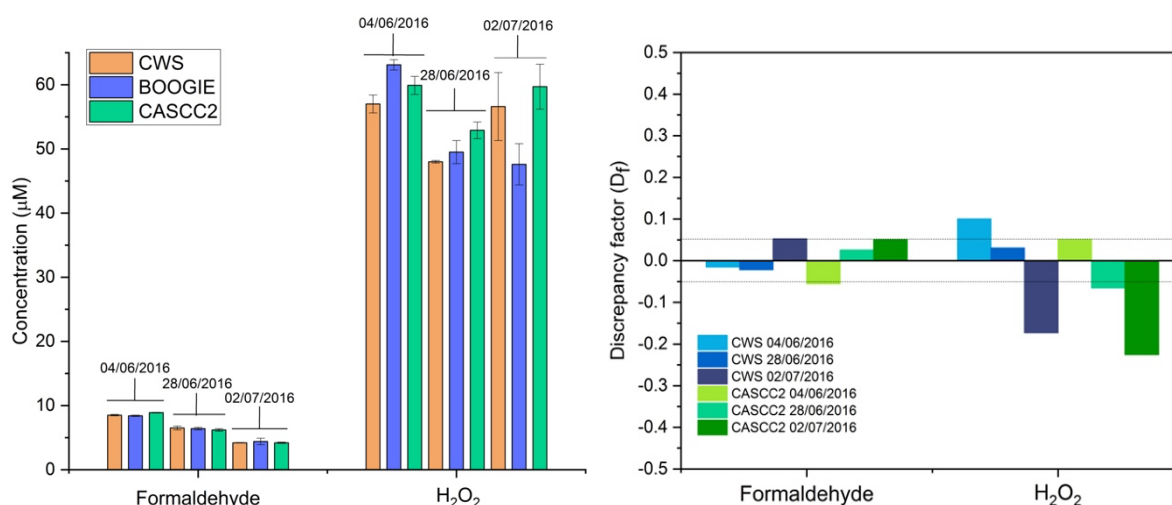 CWS
BOOGIE
CASCC2
04/06/2016
28/06/2016
02/07/2016
04/06/2016
28/06/2016
02/07/2016
Concentration (µM)
60
50
40
30
20
10
0
Formaldehyde
H₂O₂
Discrepancy factor (D_f)
0.5
0.4
0.3
0.2
0.1
0.0
-0.1
-0.2
-0.3
-0.4
-0.5
CWS 04/06/2016
CWS 28/06/2016
CWS 02/07/2016
CASCC2 04/06/2016
CASCC2 28/06/2016
CASCC2 02/07/2016
Formaldehyde
H₂O₂